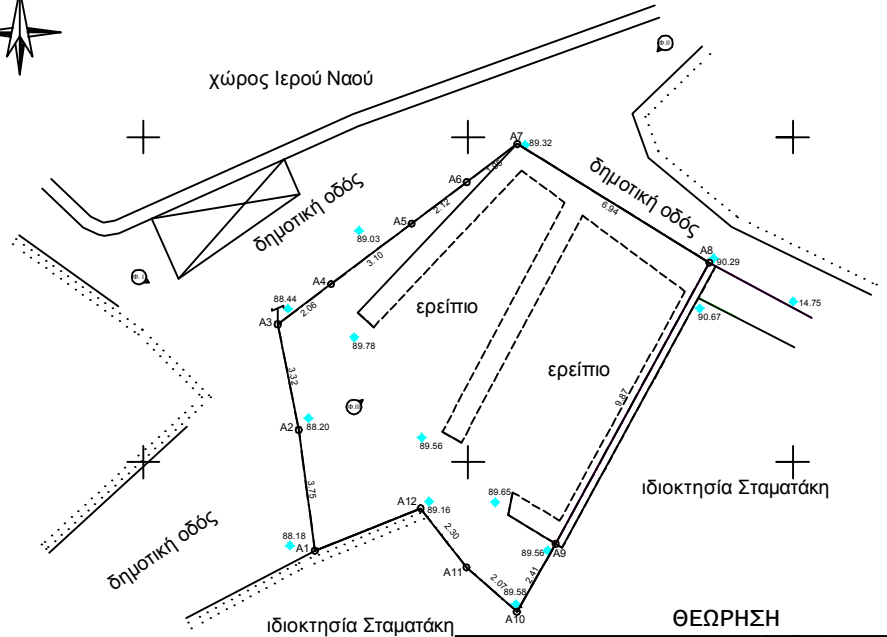 χώρος Ιερού Ναού
Φ.ΙΙ
A7
89.32
δημοτική οδός
A6
2.12
A5
6.94
δημοτική οδός
89.03
3.10
A8
90.29
Φ. Ι
A4
88.44
2.06
A3
ερείπιο
14.75
90.67
89.78
3.32
ερείπιο
9.87
88.20
A2
89.56
3.75
ιδιοκτησία Σταματάκη
A12
89.16
89.65
88.18
A1
2.30
89.56
A9
δημοτική οδός
A11
2.07
2.41
89.58
A10
ιδιοκτησία Σταματάκη
ΘΕΩΡΗΣΗ